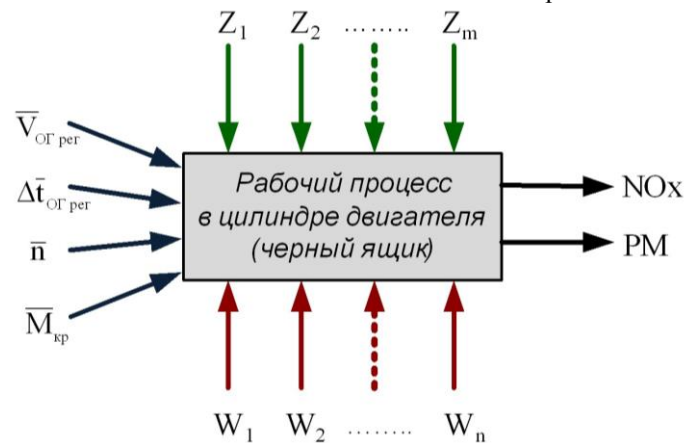 Z₁ Z₂ ........ Zₘ
V̅ОГ рег
Δt̅ОГ рег
n̅
M̅кр
Рабочий процесс
в цилиндре двигателя
(черный ящик)
NOx
PM
W₁ W₂ ........ Wₙ